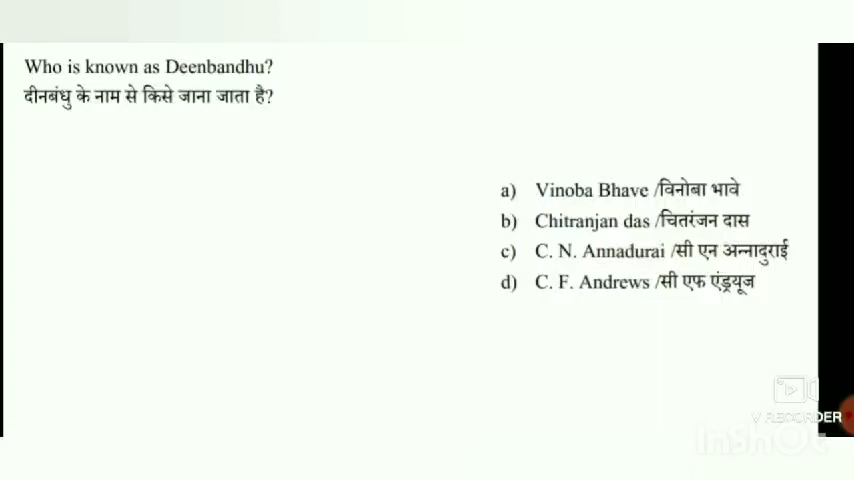 Who is known as Deenbandhu?
दीनबंधु के नाम से किसे जाना जाता है?
a) Vinoba Bhave /विनोबा भावे
b) Chitranjan das /चितरंजन दास
c) C. N. Annadurai /सी एन अन्नादुराई
d) C. F. Andrews /सी एफ एंड्रयूज
V RECORDER
InShOt